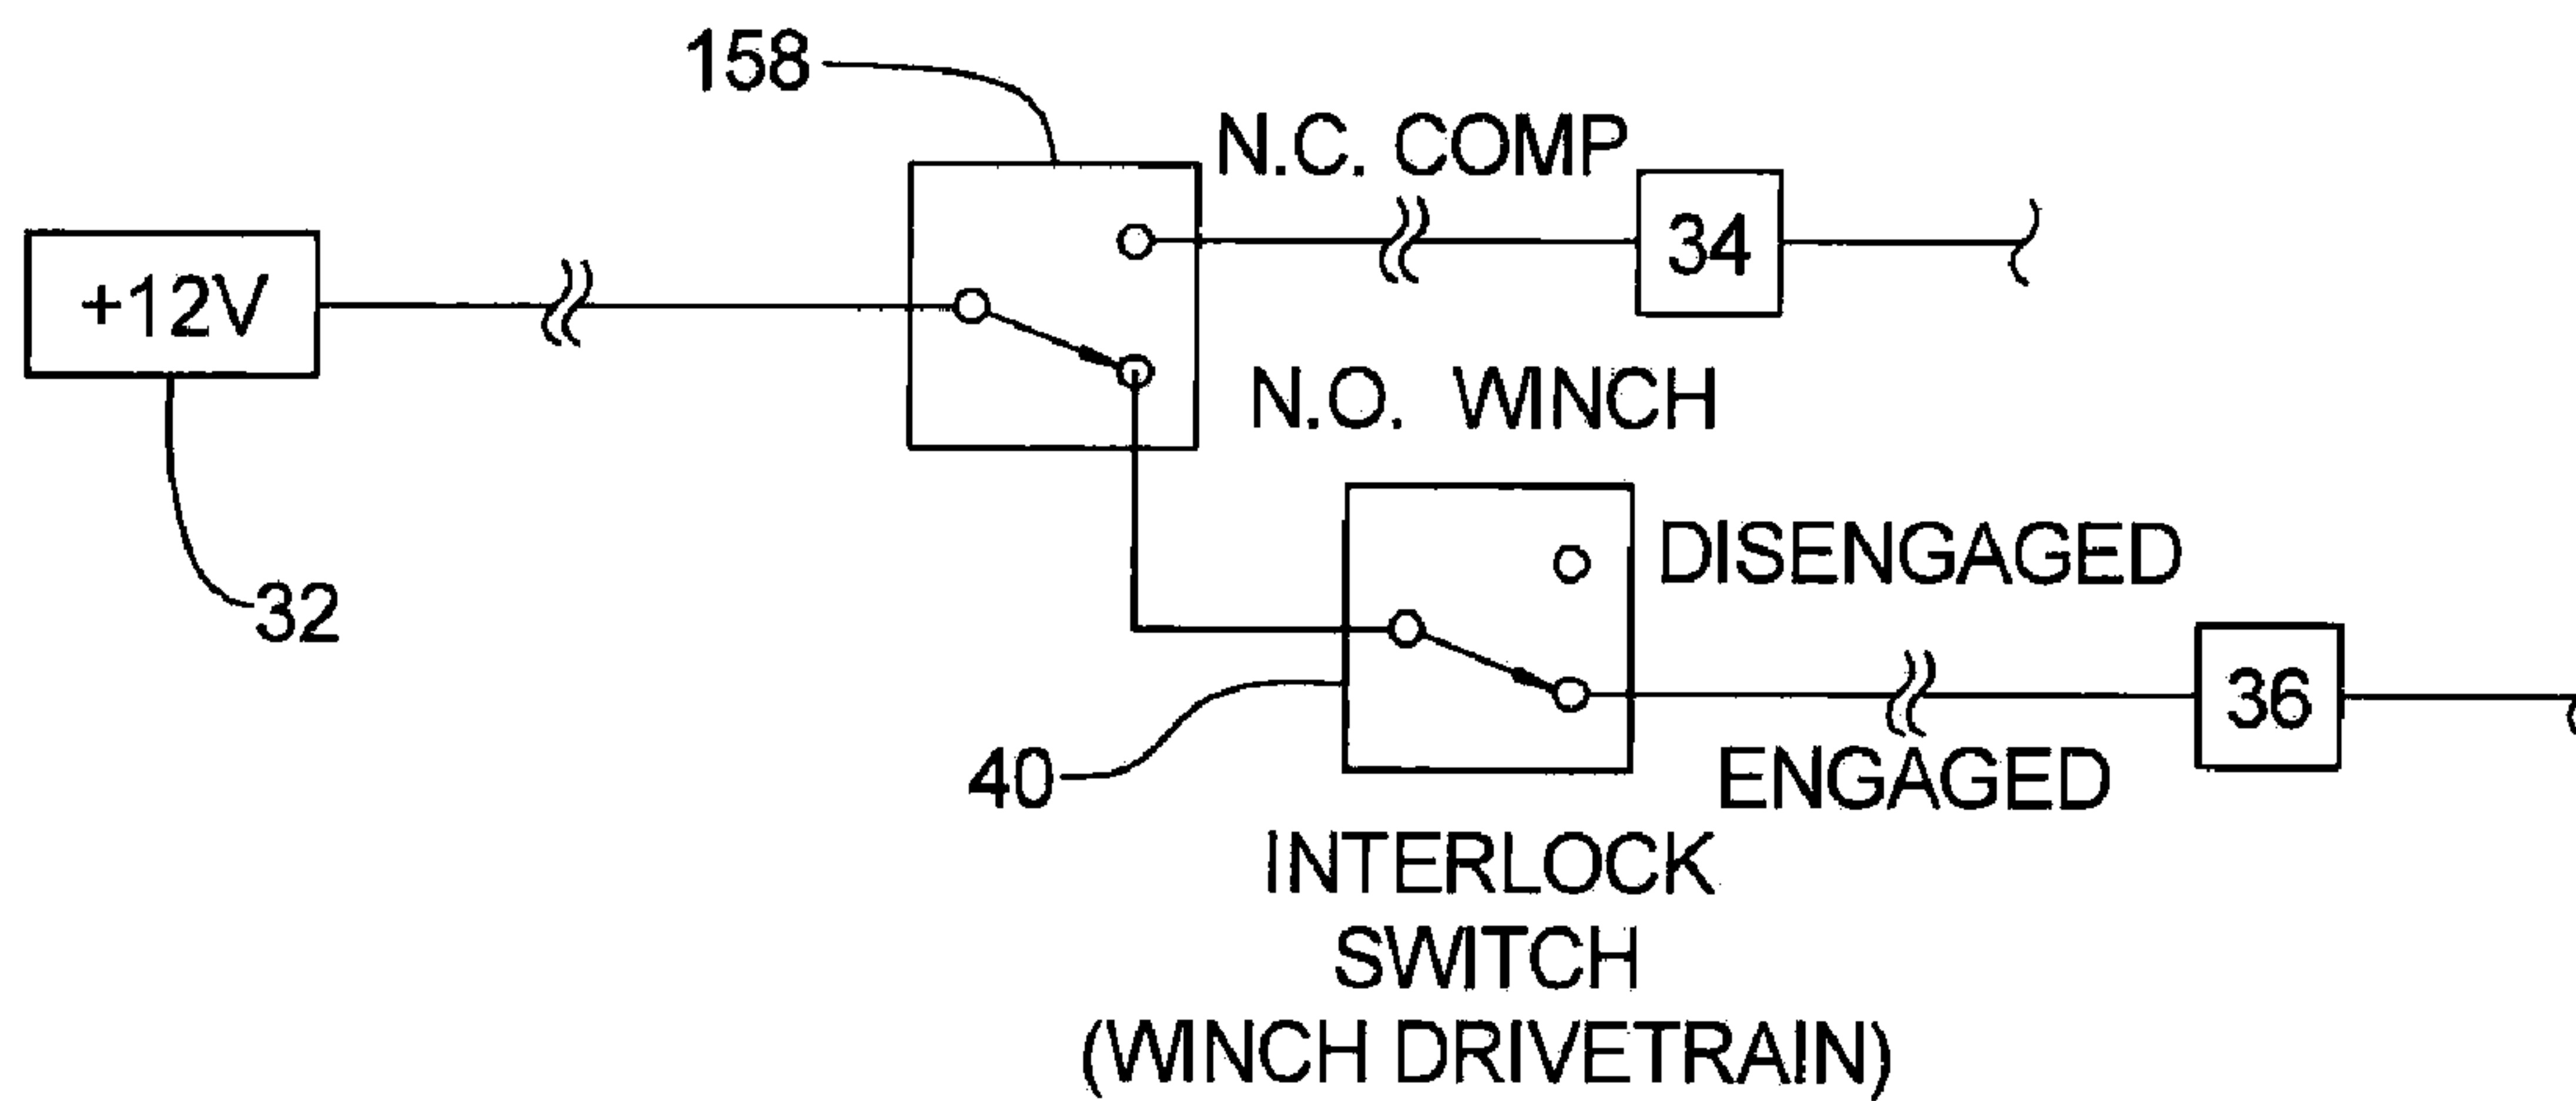 158
N.C. COMP
34
+12V
N.O. WINCH
32
DISENGAGED
36
40
ENGAGED
INTERLOCK
SWITCH
(WINCH DRIVETRAIN)